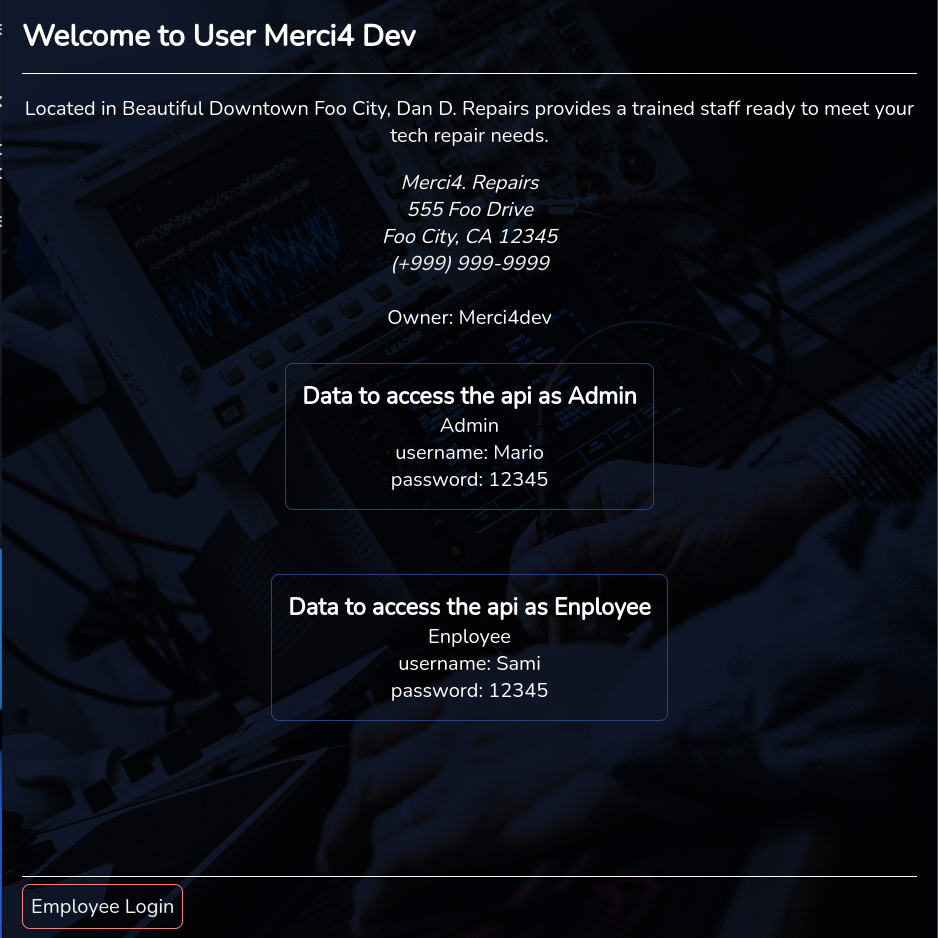 Welcome to User Merci4 Dev
Located in Beautiful Downtown Foo City, Dan D. Repairs provides a trained staff ready to meet your
tech repair needs.
Tektronix
Merci4. Repairs
555 Foo Drive
Foo City, CA 12345
(+999) 999-9999
Owner: Merci4dev
LEADER
Data to access the api as Admin
Admin
username: Mario
password: 12345
Data to access the api as Enployee
Enployee
username: Sami
password: 12345
Employee Login